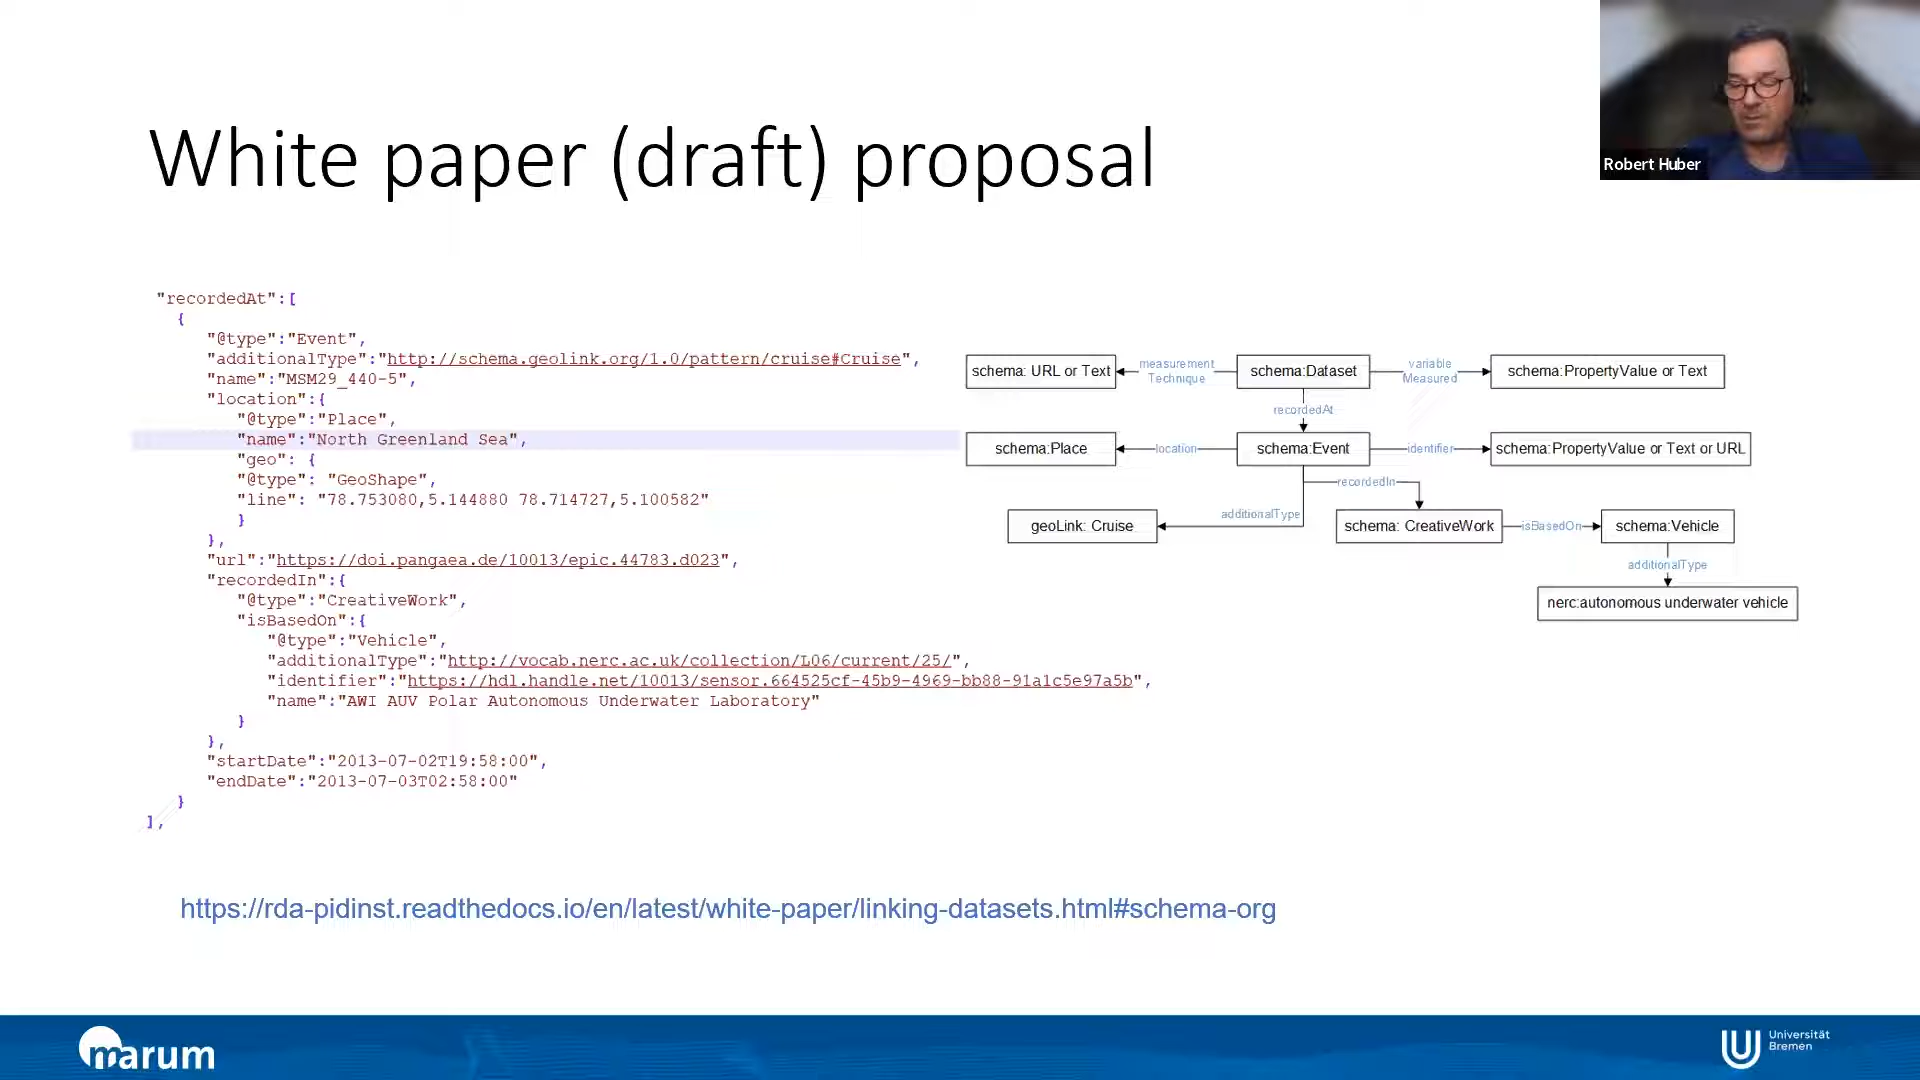 White paper (draft) proposal
Robert Huber
"recordedAt":[
{
"@type":"Event",
"additionalType":"http://schema.geolink.org/1.0/pattern/cruise#Cruise",
"name":"MSM29_440-5",
"location":{
"@type":"Place",
"name":"North Greenland Sea",
"geo": {
"@type": "GeoShape",
"line": "78.753080,5.144880 78.714727,5.100582"
}
},
"url":"https://doi.pangaea.de/10013/epic.44783.d023",
"recordedIn":{
"@type":"CreativeWork",
"isBasedOn":{
"@type":"Vehicle",
"additionalType":"http://vocab.nerc.ac.uk/collection/L06/current/25/",
"identifier":"https://hdl.handle.net/10013/sensor.664525cf-45b9-4969-bb88-91a1c5e97a5b",
"name":"AWI AUV Polar Autonomous Underwater Laboratory"
}
},
"startDate":"2013-07-02T19:58:00",
"endDate":"2013-07-03T02:58:00"
}
],
schema: URL or Text
measurement
Technique
schema:Dataset
variable
Measured
schema:PropertyValue or Text
recordedAt
schema:Place
location
schema:Event
identifier
schema:PropertyValue or Text or URL
recordedIn
additionalType
geoLink: Cruise
schema: CreativeWork
isBasedOn
schema:Vehicle
additionalType
nerc:autonomous underwater vehicle
https://rda-pidinst.readthedocs.io/en/latest/white-paper/linking-datasets.html#schema-org
marum
Universität
Bremen